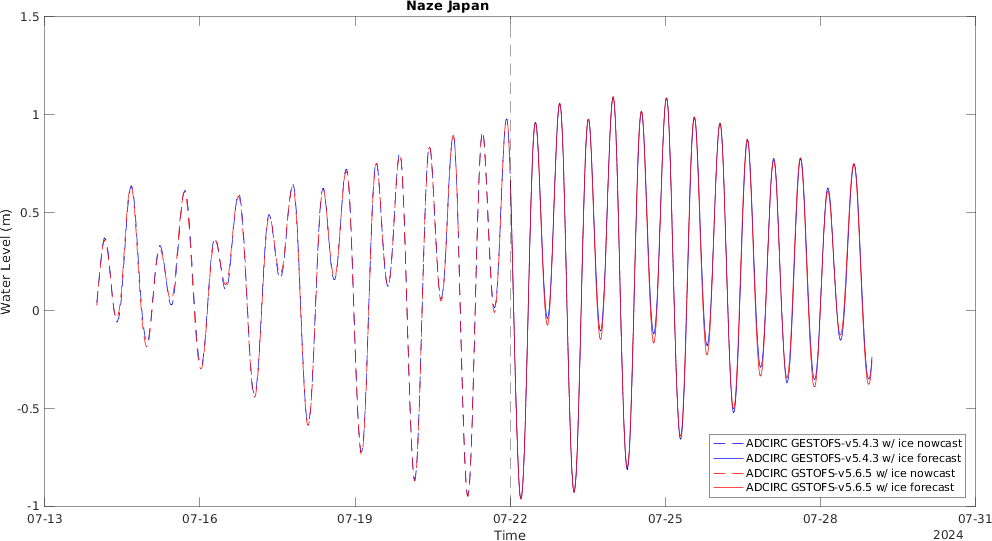 Naze Japan
1.5
1
0.5
0
-0.5
-1
Water Level (m)
07-13
07-16
07-19
07-22
07-25
07-28
07-31
Time
2024
ADCIRC GESTOFS-v5.4.3 w/ ice nowcast
ADCIRC GESTOFS-v5.4.3 w/ ice forecast
ADCIRC GSTOFS-v5.6.5 w/ ice nowcast
ADCIRC GSTOFS-v5.6.5 w/ ice forecast